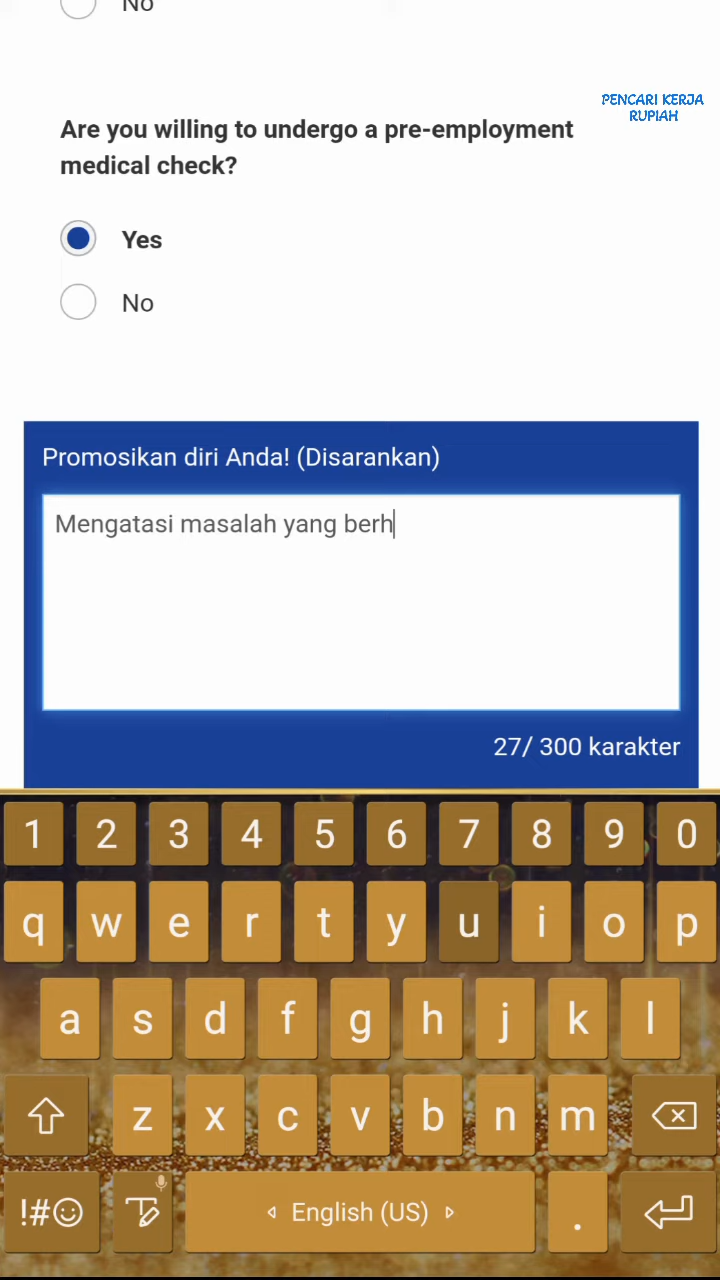 No
PENCARI KERJA
RUPIAH
Are you willing to undergo a pre-employment
medical check?
Yes
No
Promosikan diri Anda! (Disarankan)
Mengatasi masalah yang berh
27/ 300 karakter
1 2 3 4 5 6 7 8 9 0
q w e r t y u i o p
a s d f g h j k l
z x c v b n m
!#☺ English (US) .